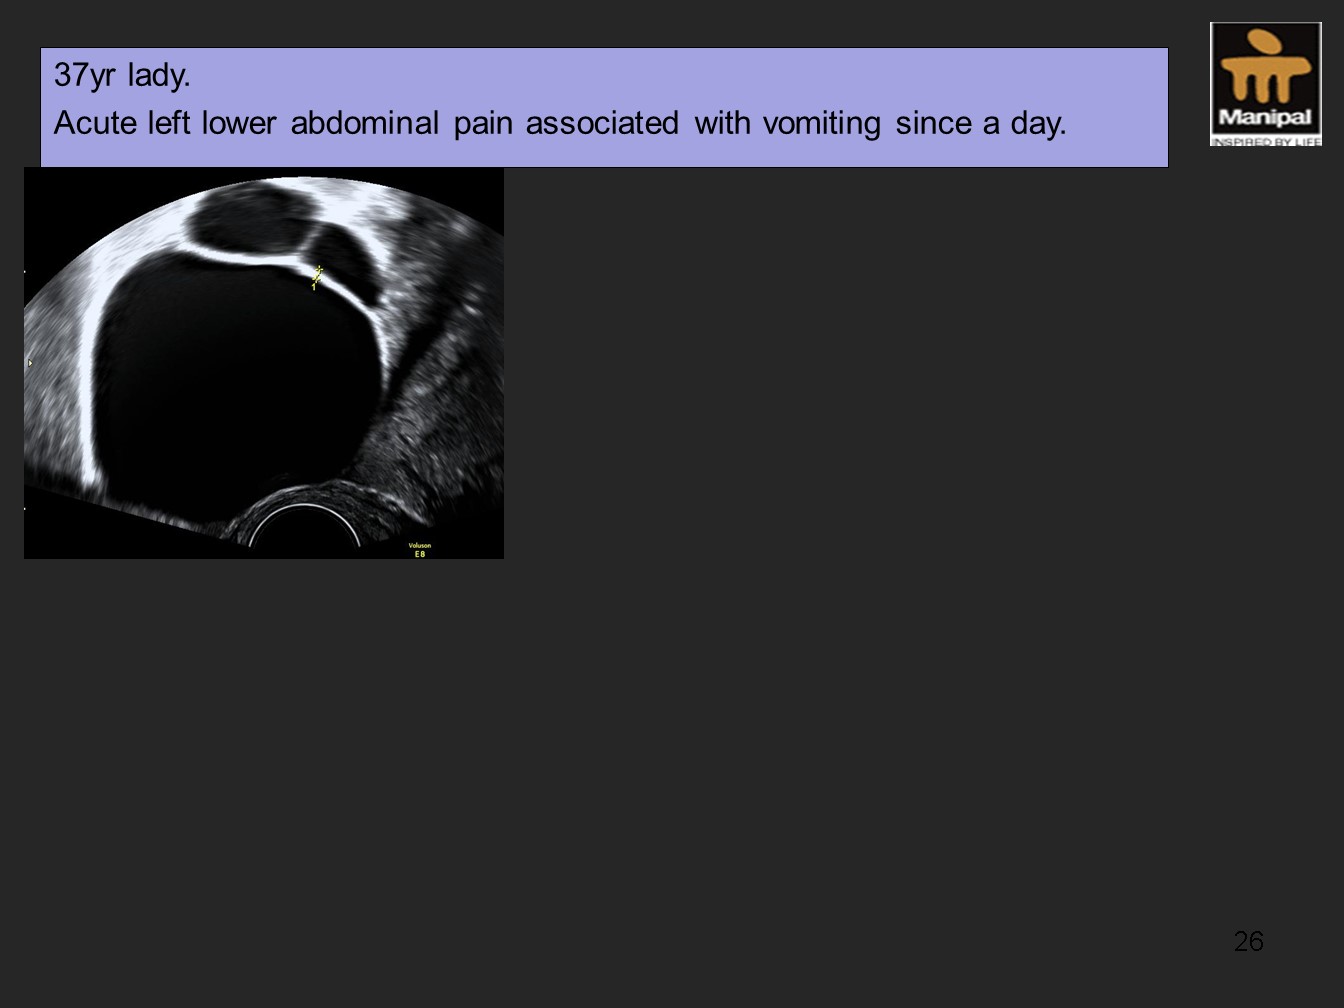 37yr lady.
Acute left lower abdominal pain associated with vomiting since a day.
Manipal
INSPIRED BY LIFE
1
Voluson
E8
26